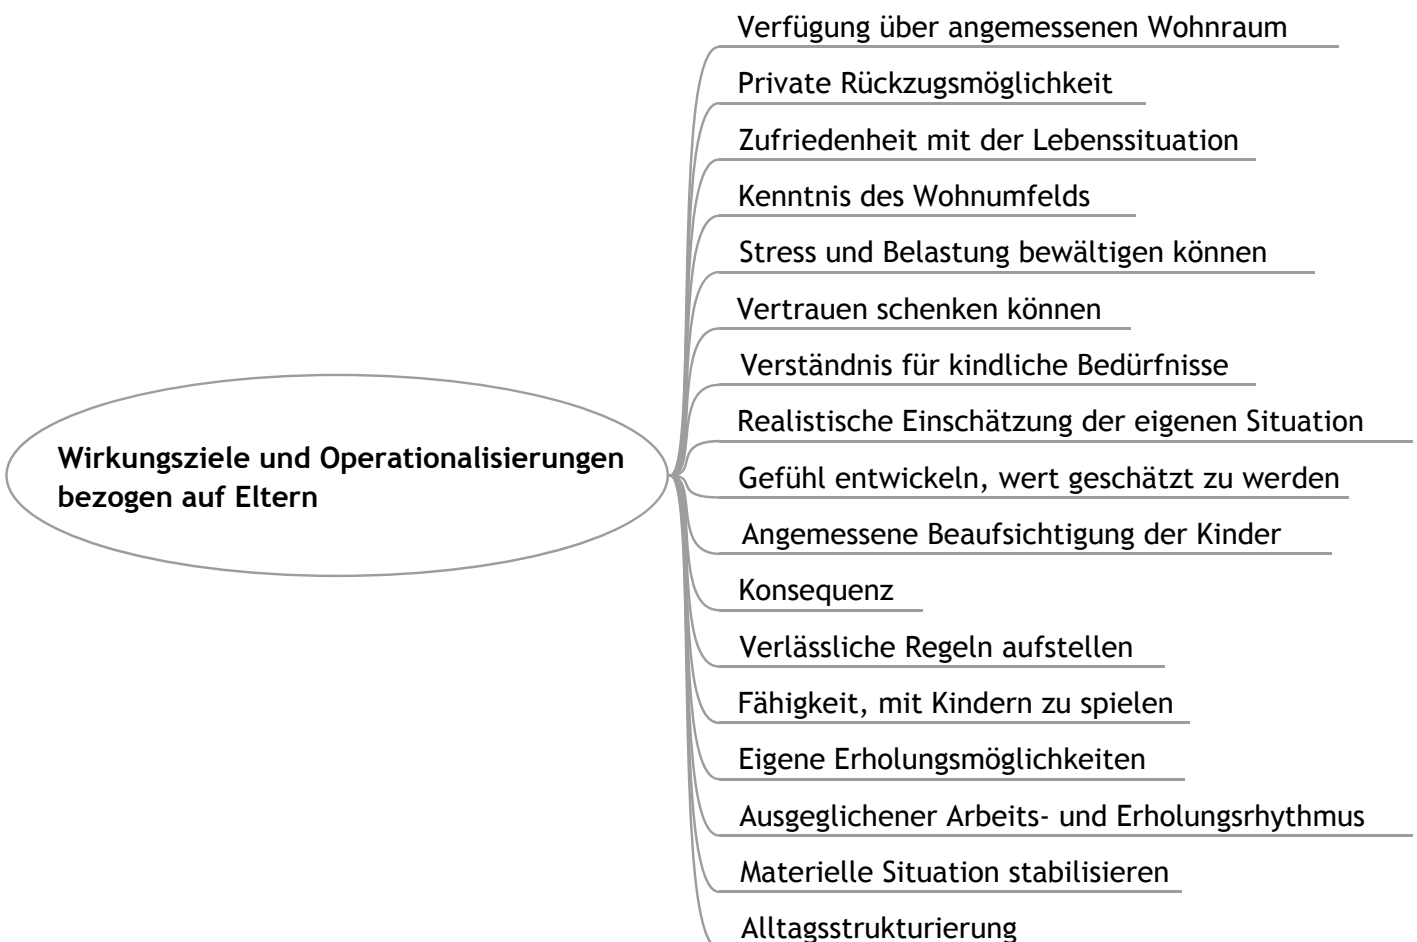 Verfügung über angemessenen Wohnraum
Private Rückzugsmöglichkeit
Zufriedenheit mit der Lebenssituation
Kenntnis des Wohnumfelds
Stress und Belastung bewältigen können
Vertrauen schenken können
Verständnis für kindliche Bedürfnisse
Realistische Einschätzung der eigenen Situation
Wirkungsziele und Operationalisierungen
bezogen auf Eltern
Gefühl entwickeln, wert geschätzt zu werden
Angemessene Beaufsichtigung der Kinder
Konsequenz
Verlässliche Regeln aufstellen
Fähigkeit, mit Kindern zu spielen
Eigene Erholungsmöglichkeiten
Ausgeglichener Arbeits- und Erholungsrhythmus
Materielle Situation stabilisieren
Alltagsstrukturierung